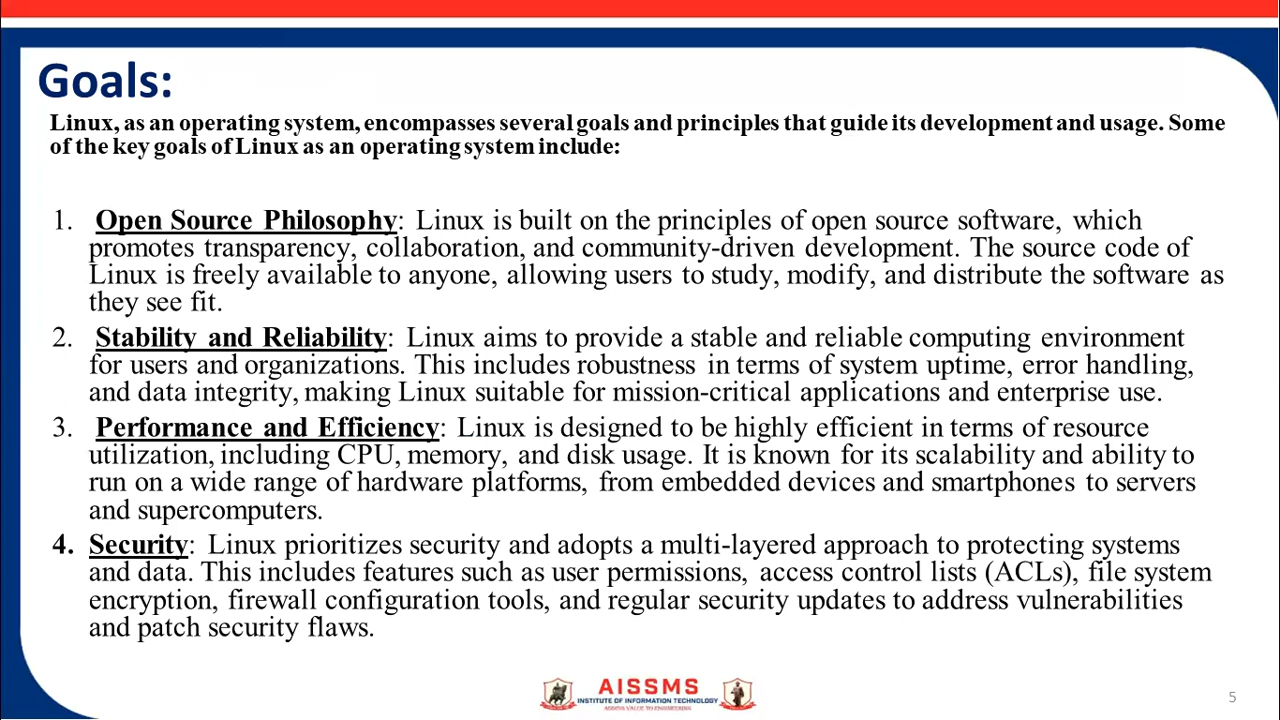 Goals:
Linux, as an operating system, encompasses several goals and principles that guide its development and usage. Some
of the key goals of Linux as an operating system include:
1. Open Source Philosophy: Linux is built on the principles of open source software, which
promotes transparency, collaboration, and community-driven development. The source code of
Linux is freely available to anyone, allowing users to study, modify, and distribute the software as
they see fit.
2. Stability and Reliability: Linux aims to provide a stable and reliable computing environment
for users and organizations. This includes robustness in terms of system uptime, error handling,
and data integrity, making Linux suitable for mission-critical applications and enterprise use.
3. Performance and Efficiency: Linux is designed to be highly efficient in terms of resource
utilization, including CPU, memory, and disk usage. It is known for its scalability and ability to
run on a wide range of hardware platforms, from embedded devices and smartphones to servers
and supercomputers.
4. Security: Linux prioritizes security and adopts a multi-layered approach to protecting systems
and data. This includes features such as user permissions, access control lists (ACLs), file system
encryption, firewall configuration tools, and regular security updates to address vulnerabilities
and patch security flaws.
AISSMS
INSTITUTE OF INFORMATION TECHNOLOGY
ADDING VALUE TO ENGINEERING
5